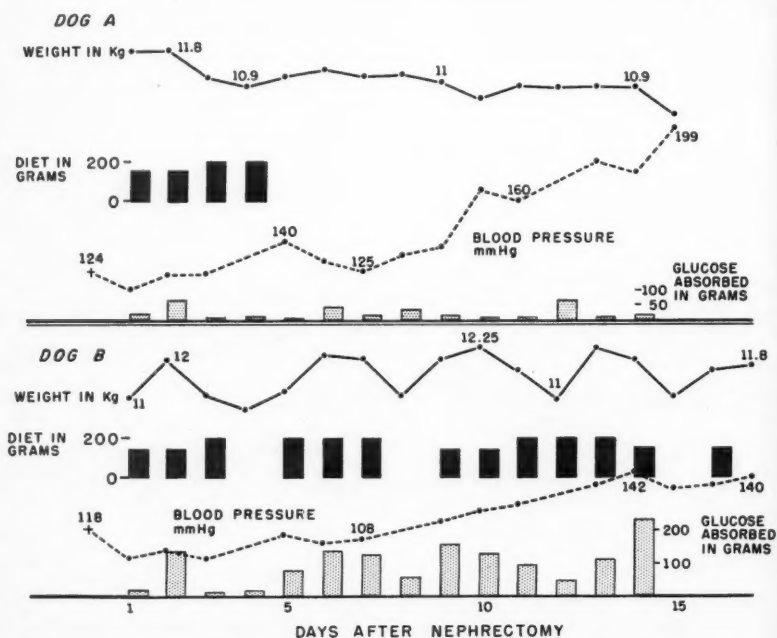 DOG A
WEIGHT IN Kg
11.8
10.9
11
10.9
199
DIET IN GRAMS
200
0
160
140
124
125
BLOOD PRESSURE
mmHg
GLUCOSE
ABSORBED
IN GRAMS
100
50
DOG B
12
12.25
11.8
WEIGHT IN Kg
11
11
DIET IN
GRAMS
200
0
142
140
118
BLOOD PRESSURE
mmHg
108
200
100
GLUCOSE
ABSORBED
IN GRAMS
1
5
10
15
DAYS AFTER NEPHRECTOMY